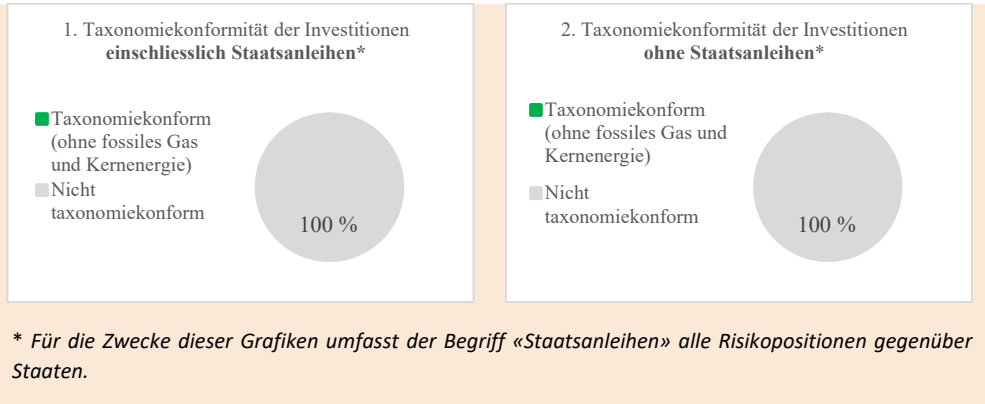 1. Taxonomiekonformität der Investitionen
einschliesslich Staatsanleihen*
Taxonomiekonform
(ohne fossiles Gas
und Kernenergie)
Nicht
taxonomiekonform
100 %
2. Taxonomiekonformität der Investitionen
ohne Staatsanleihen*
Taxonomiekonform
(ohne fossiles Gas und
Kernenergie)
Nicht
taxonomiekonform
100 %
* Für die Zwecke dieser Grafiken umfasst der Begriff «Staatsanleihen» alle Risikopositionen gegenüber
Staaten.